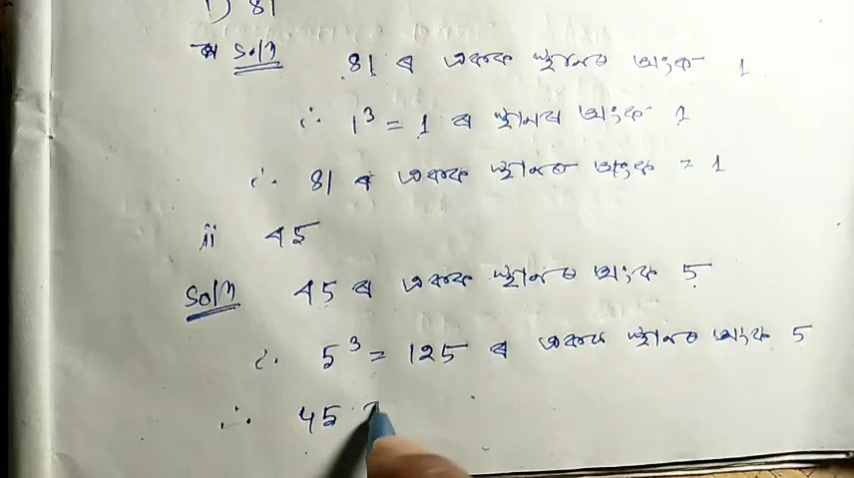 i) 81
Soln 81 ৰ একক স্থানত অংক 1
∴ 1³ = 1 ৰ স্থানৰ অংক 1
∴ 81 ৰ একক স্থানত অংক = 1
ii 45
Soln 45 ৰ একক স্থানত অংক 5
∴ 5³ = 125 ৰ একক স্থানত অংক 5
∴ 45